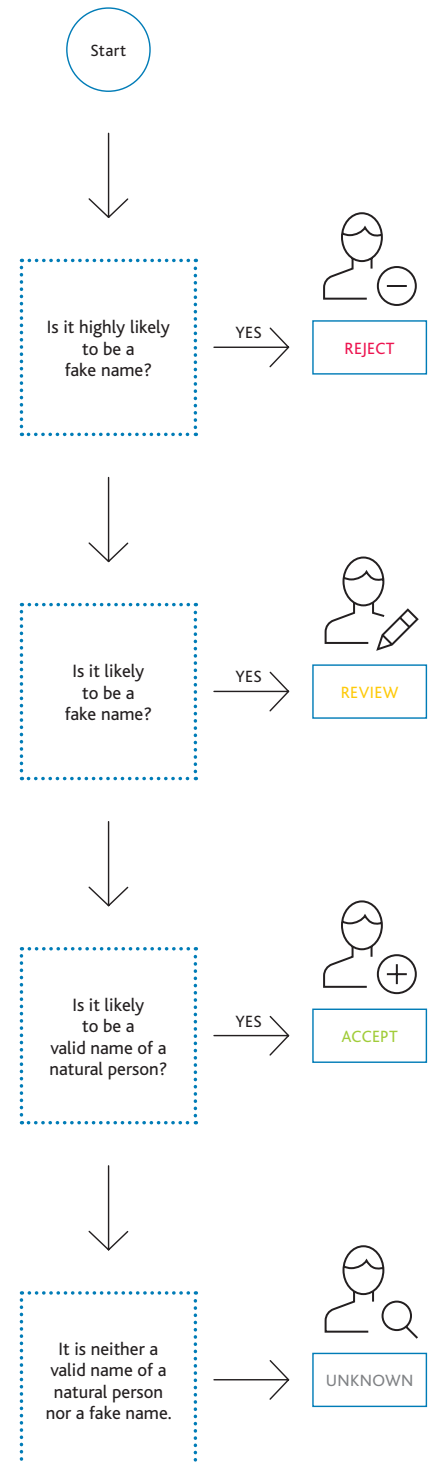 Start
Is it highly likely
to be a
fake name?
YES
REJECT
Is it likely
to be a
fake name?
YES
REVIEW
Is it likely
to be a
valid name of a
natural person?
YES
ACCEPT
It is neither a
valid name of a
natural person
nor a fake name.
UNKNOWN